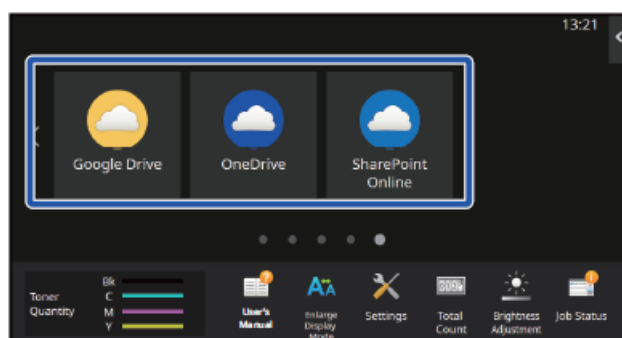 13:21
Google Drive
OneDrive
SharePoint
Online
Toner
Quantity
Bk
C
M
Y
User's
Manual
Enlarge
Display
Mode
Settings
Total
Count
Brightness
Adjustment
Job Status